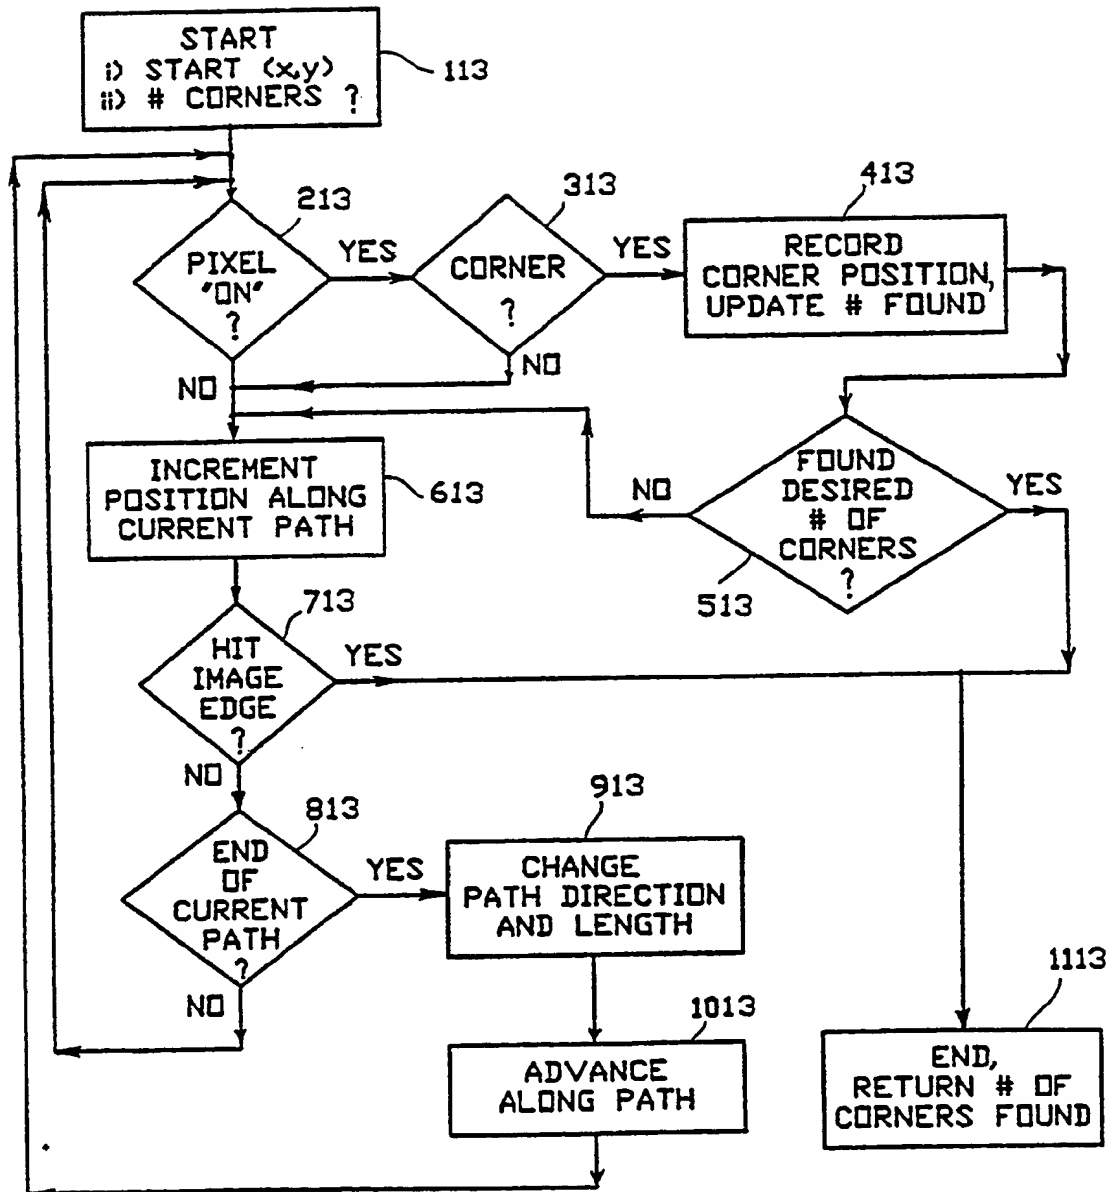 START
i) START (x,y)
ii) # CORNERS ?
113
213
PIXEL
"ON"
?
YES
NO
313
CORNER
?
YES
NO
413
RECORD
CORNER POSITION,
UPDATE # FOUND
FOUND
DESIRED
# OF
CORNERS
?
NO
YES
513
INCREMENT
POSITION ALONG
CURRENT PATH
613
713
HIT
IMAGE
EDGE
?
YES
NO
813
END
OF
CURRENT
PATH
?
YES
NO
913
CHANGE
PATH DIRECTION
AND LENGTH
1013
ADVANCE
ALONG PATH
1113
END,
RETURN # OF
CORNERS FOUND